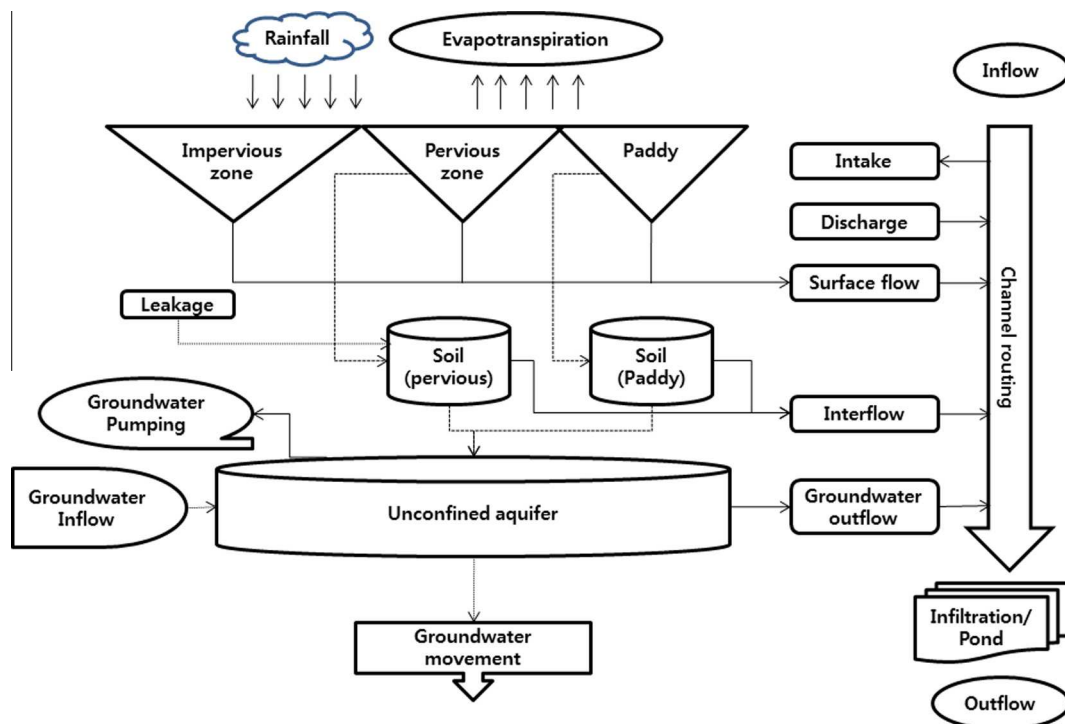 Rainfall
Evapotranspiration
Inflow
Impervious
zone
Pervious
zone
Paddy
Intake
Discharge
Surface flow
Channel routing
Leakage
Soil
(pervious)
Soil
(Paddy)
Groundwater
Pumping
Interflow
Groundwater
Inflow
Unconfined aquifer
Groundwater
outflow
Groundwater
movement
Infiltration/
Pond
Outflow